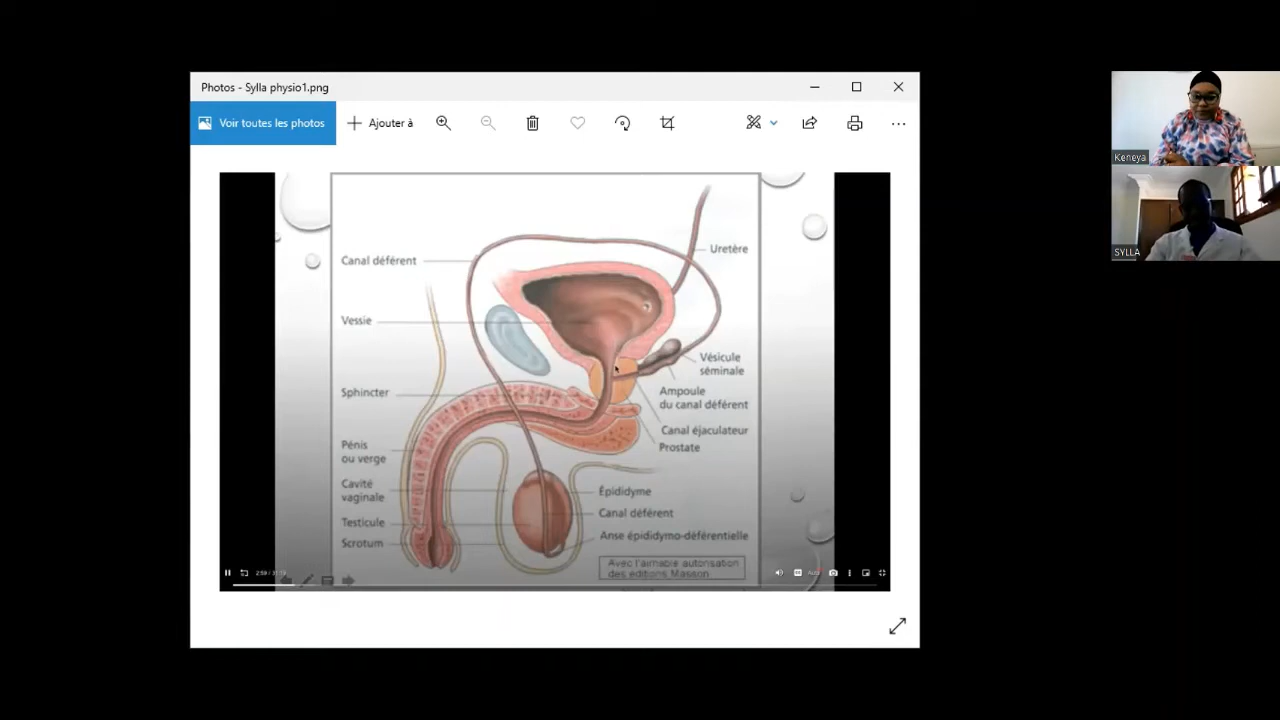 Photos - Sylla physio1.png
Voir toutes les photos
Ajouter à
Keneya
SYLLA
Uretère
Canal déférent
Vessie
Vésicule
séminale
Sphincter
Ampoule
du canal déférent
Canal éjaculateur
Prostate
Pénis
ou verge
Cavité
vaginale
Épididyme
Canal déférent
Testicule
Anse épididymo-déférentielle
Scrotum
Avec l'aimable autorisation
des editions Masson